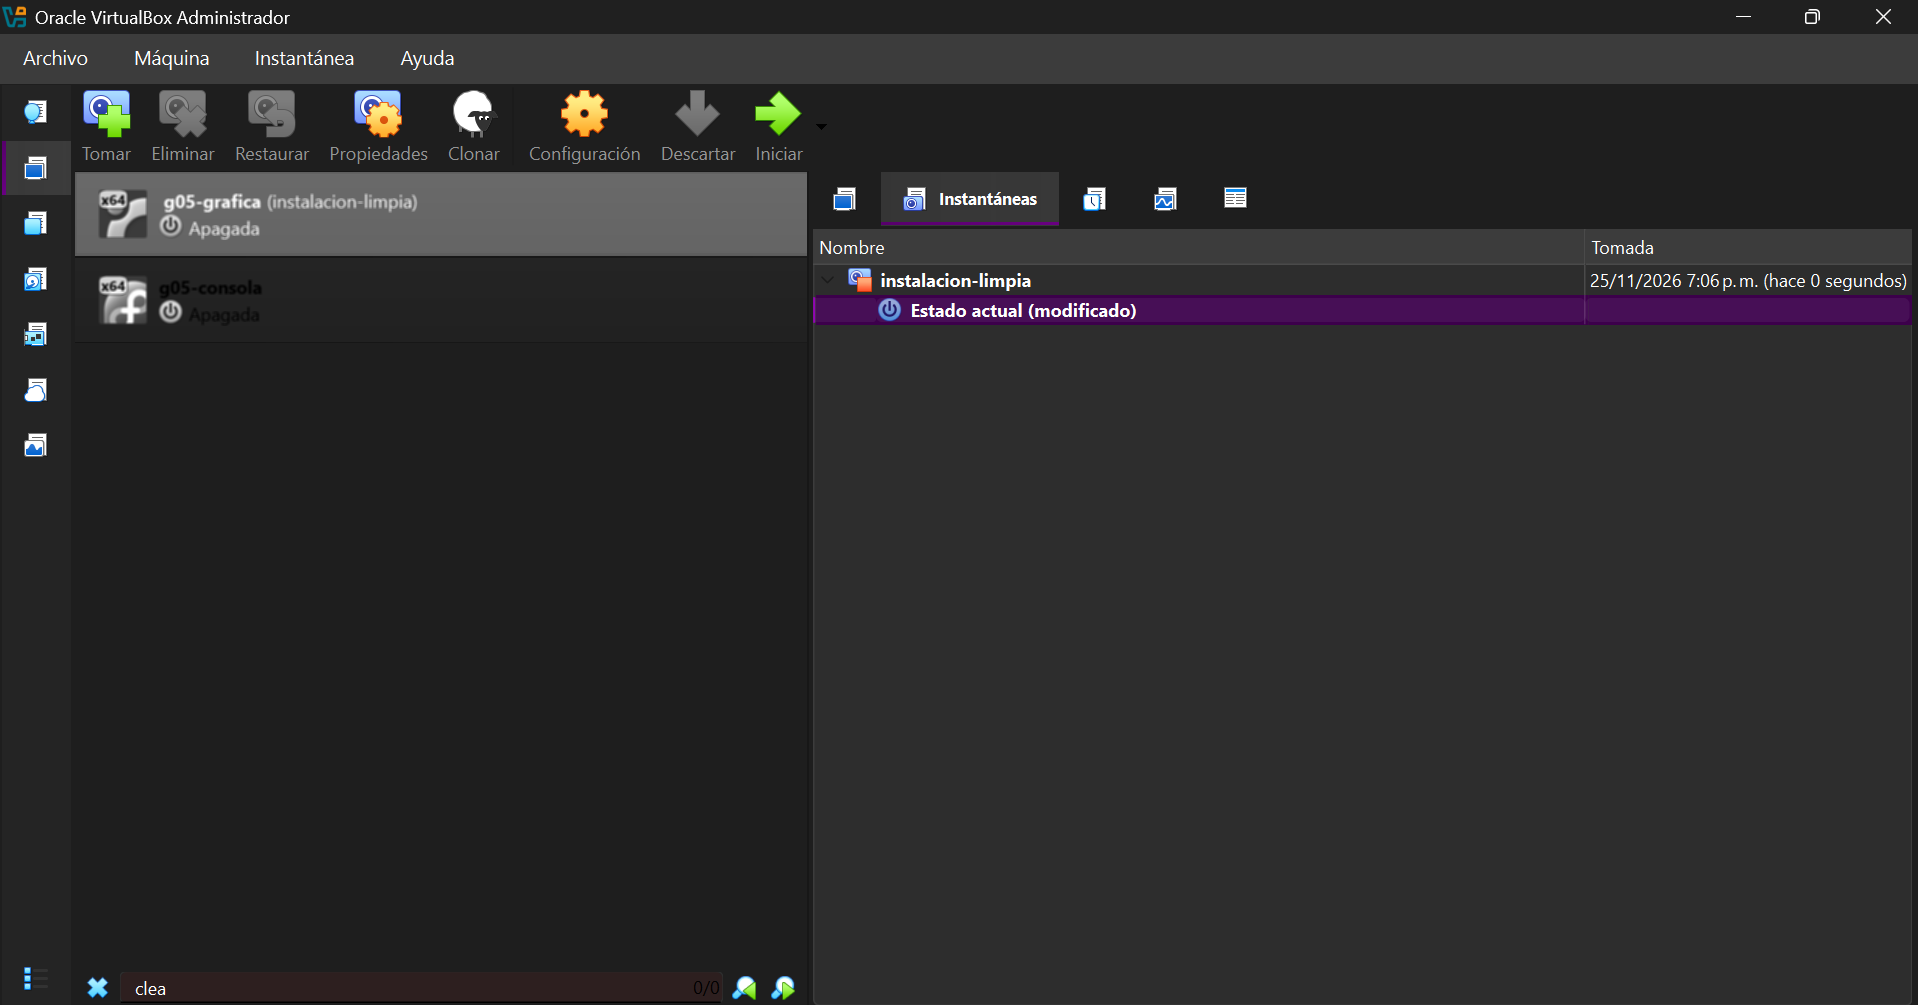 Oracle VirtualBox Administrador
Archivo Máquina Instantánea Ayuda
Tomar Eliminar Restaurar Propiedades Clonar Configuración Descartar Iniciar
x64
g05-grafica (instalacion-limpia)
Apagada
x64
g05-consola
Apagada
Instantáneas
Nombre Tomada
instalacion-limpia 25/11/2026 7:06 p. m. (hace 0 segundos)
Estado actual (modificado)
clea 0/0